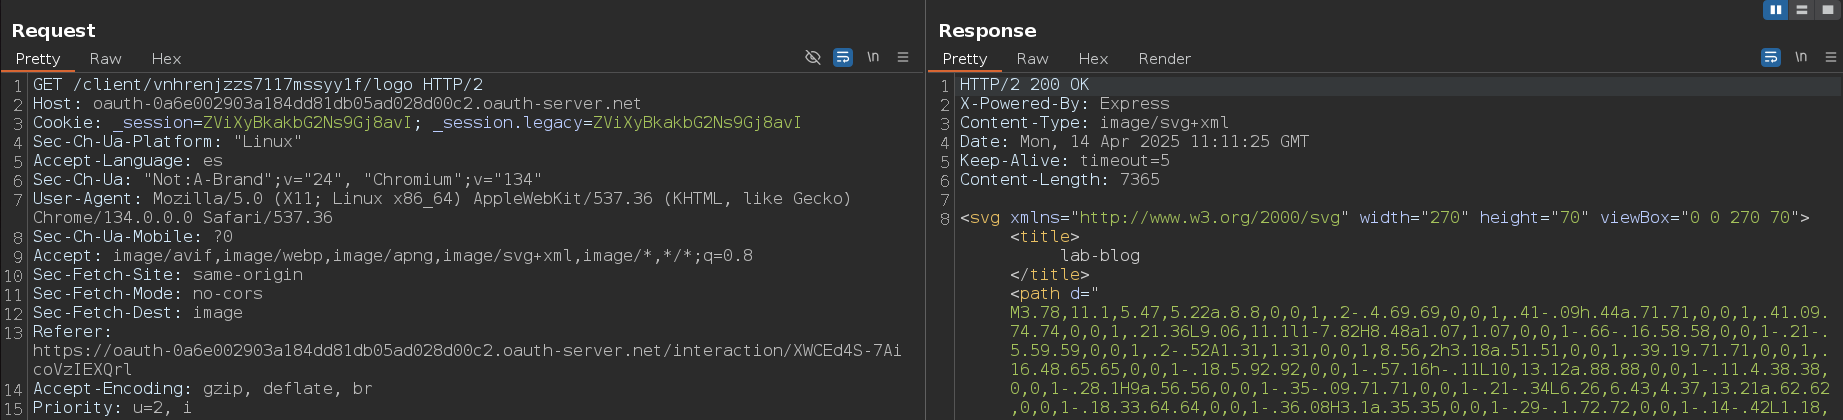 Request
Pretty Raw Hex \n
1 GET /client/vnhrenjzzs7117mssyy1f/logo HTTP/2
2 Host: oauth-0a6e002903a184dd81db05ad028d00c2.oauth-server.net
3 Cookie: _session=ZViXyBkakbG2Ns9Gj8avI; _session.legacy=ZViXyBkakbG2Ns9Gj8avI
4 Sec-Ch-Ua-Platform: "Linux"
5 Accept-Language: es
6 Sec-Ch-Ua: "Not:A-Brand";v="24", "Chromium";v="134"
7 User-Agent: Mozilla/5.0 (X11; Linux x86_64) AppleWebKit/537.36 (KHTML, like Gecko)
Chrome/134.0.0.0 Safari/537.36
8 Sec-Ch-Ua-Mobile: ?0
9 Accept: image/avif,image/webp,image/apng,image/svg+xml,image/*,*/*;q=0.8
10 Sec-Fetch-Site: same-origin
11 Sec-Fetch-Mode: no-cors
12 Sec-Fetch-Dest: image
13 Referer:
https://oauth-0a6e002903a184dd81db05ad028d00c2.oauth-server.net/interaction/XWCEd4S-7Ai
coVzIEXQrl
14 Accept-Encoding: gzip, deflate, br
15 Priority: u=2, i
Response
Pretty Raw Hex Render \n
1 HTTP/2 200 OK
2 X-Powered-By: Express
3 Content-Type: image/svg+xml
4 Date: Mon, 14 Apr 2025 11:11:25 GMT
5 Keep-Alive: timeout=5
6 Content-Length: 7365
7
8 <svg xmlns="http://www.w3.org/2000/svg" width="270" height="70" viewBox="0 0 270 70">
<title>
lab-blog
</title>
<path d="
M3.78,11.1,5.47,5.22a.8.8,0,0,1,.2-.4.69.69,0,0,1,.41-.09h.44a.71.71,0,0,1,.41.09.
74.74,0,0,1,.21.36L9.06,11.1l1-7.82H8.48a1.07,1.07,0,0,1-.66-.16.58.58,0,0,1-.21-.
5.59.59,0,0,1,.2-.52A1.31,1.31,0,0,1,8.56,2h3.18a.51.51,0,0,1,.39.19.71.71,0,0,1,.
16.48.65.65,0,0,1-.18.5.92.92,0,0,1-.57.16h-.11L10,13.12a.88.88,0,0,1-.11.4.38.38,
0,0,1-.28.1H9a.56.56,0,0,1-.35-.09.71.71,0,0,1-.21-.34L6.26,6.43,4.37,13.21a.62.62
,0,0,1-.18.33.64.64,0,0,1-.36.08H3.1a.35.35,0,0,1-.29-.1.72.72,0,0,1-.14-.42L1.18,